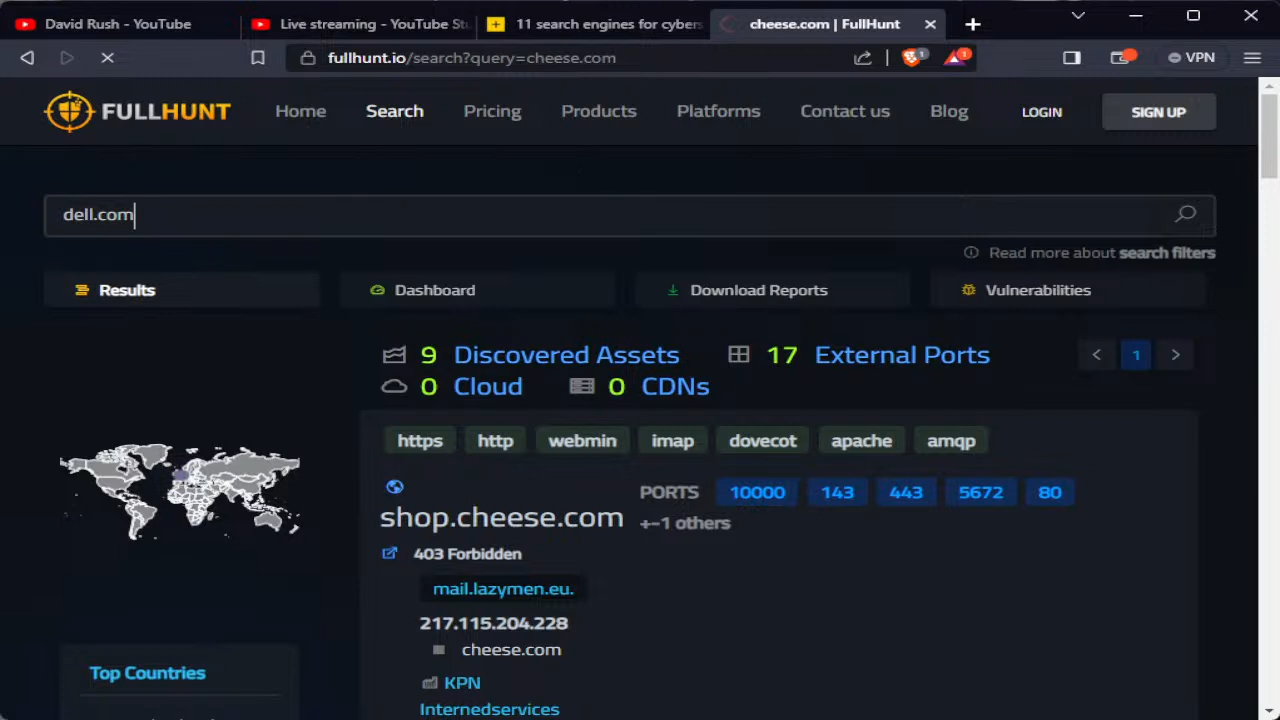 David Rush - YouTube
Live streaming - YouTube Stu
11 search engines for cybers
cheese.com | FullHunt
fullhunt.io/search?query=cheese.com
1
1
VPN
FULLHUNT
Home
Search
Pricing
Products
Platforms
Contact us
Blog
LOGIN
SIGN UP
dell.com
Read more about search filters
Results
Dashboard
Download Reports
Vulnerabilities
9 Discovered Assets
17 External Ports
1
0 Cloud
0 CDNs
https
http
webmin
imap
dovecot
apache
amqp
PORTS 10000 143 443 5672 80
shop.cheese.com
+-1 others
403 Forbidden
mail.lazymen.eu.
217.115.204.228
cheese.com
KPN
Internedservices
Top Countries